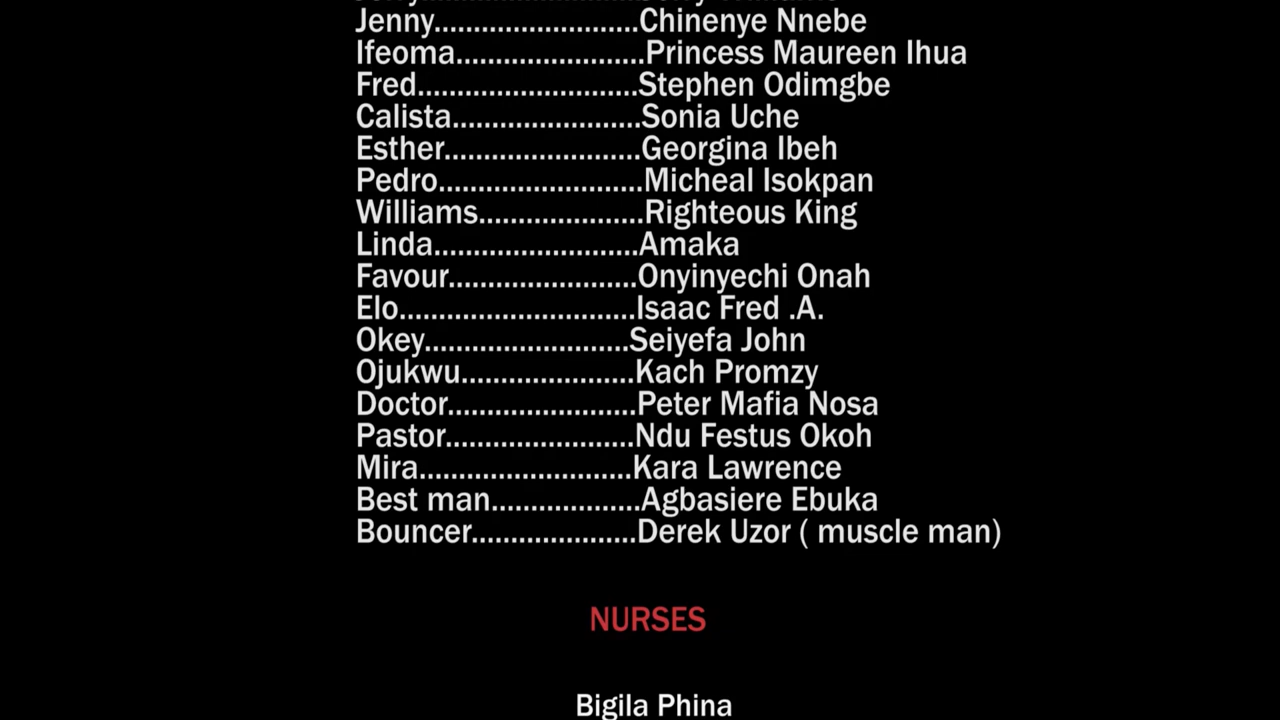 Jenny..........................Chinenye Nnebe
Ifeoma........................Princess Maureen Ihua
Fred............................Stephen Odimgbe
Calista........................Sonia Uche
Esther.........................Georgina Ibeh
Pedro..........................Micheal Isokpan
Williams.....................Righteous King
Linda..........................Amaka
Favour........................Onyinyechi Onah
Elo..............................Isaac Fred .A.
Okey..........................Seiyefa John
Ojukwu......................Kach Promzy
Doctor........................Peter Mafia Nosa
Pastor........................Ndu Festus Okoh
Mira...........................Kara Lawrence
Best man...................Agbasiere Ebuka
Bouncer.....................Derek Uzor ( muscle man)
NURSES
Bigila Phina